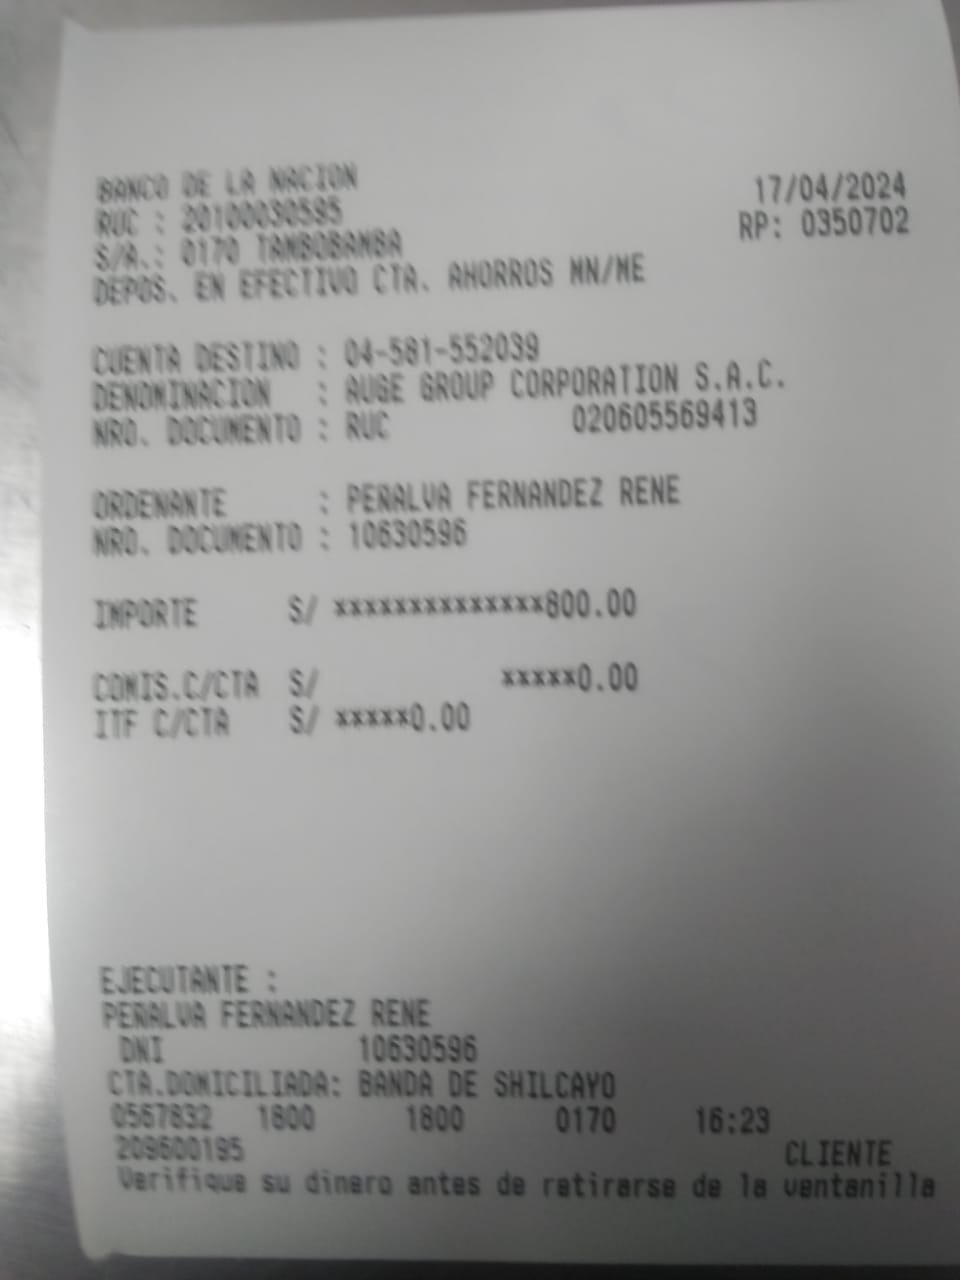 BANCO DE LA NACION
17/04/2024
RUC : 20100030595
RP: 0350702
S/A.: 0170 TAMBOBAMBA
DEPOS. EN EFECTIVO CTA. AHORROS MN/ME
CUENTA DESTINO : 04-581-552039
DENOMINACION : AUGE GROUP CORPORATION S.A.C.
NRO. DOCUMENTO : RUC 020605569413
ORDENANTE : PERALVA FERNANDEZ RENE
NRO. DOCUMENTO : 10630596
IMPORTE S/ xxxxxxxxxxxxxx800.00
COMIS.C/CTA S/ xxxxx0.00
ITF C/CTA S/ xxxxx0.00
EJECUTANTE :
PERALVA FERNANDEZ RENE
DNI 10630596
CTA.DOMICILIADA: BANDA DE SHILCAYO
0567832 1800 1800 0170 16:23
209600195 CLIENTE
Verifique su dinero antes de retirarse de la ventanilla